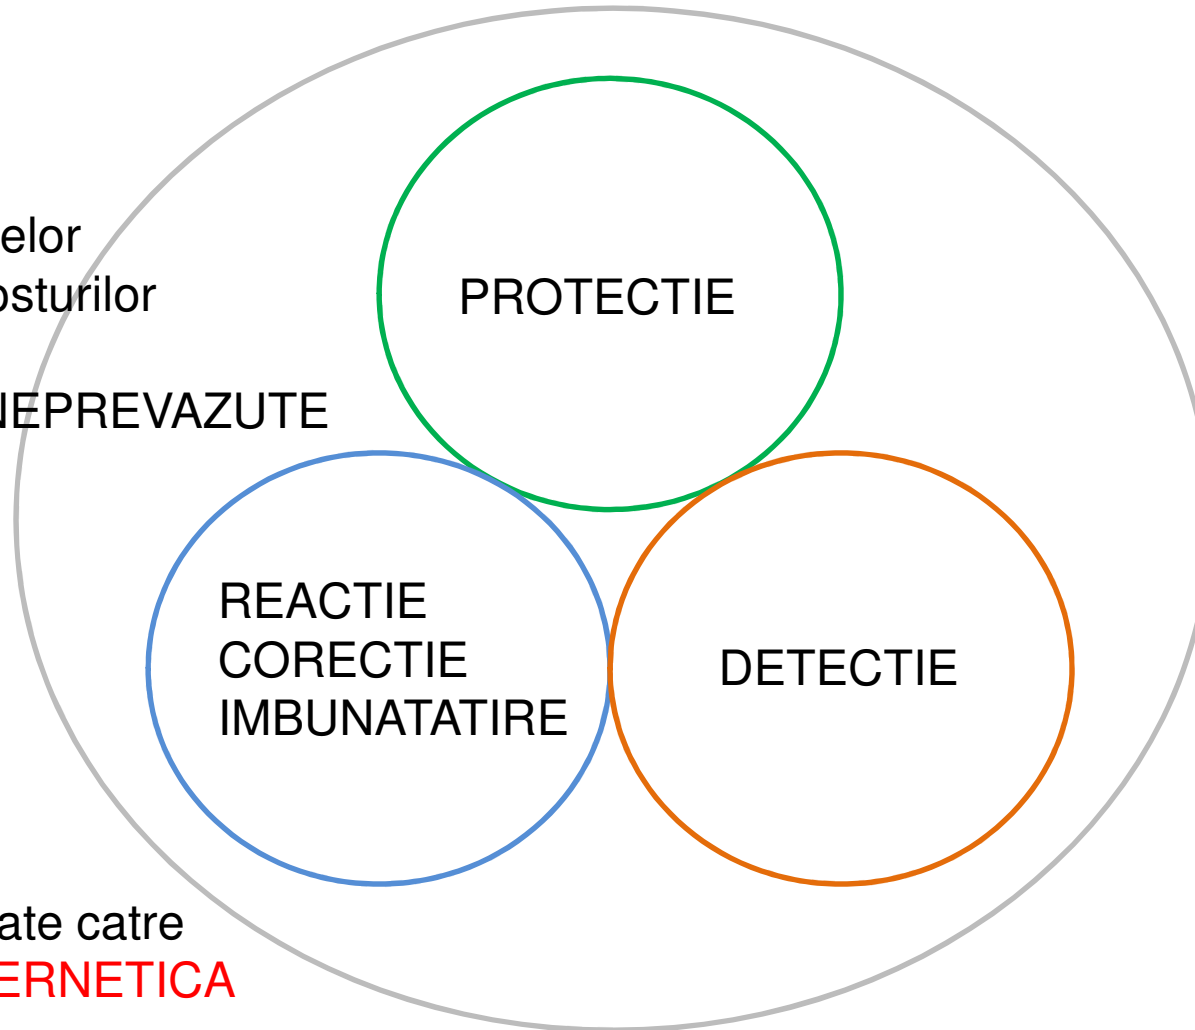 elor
osturilor
PROTECTIE
NEPREVAZUTE
REACTIE
CORECTIE
IMBUNATATIRE
DETECTIE
ate catre
ERNETICA